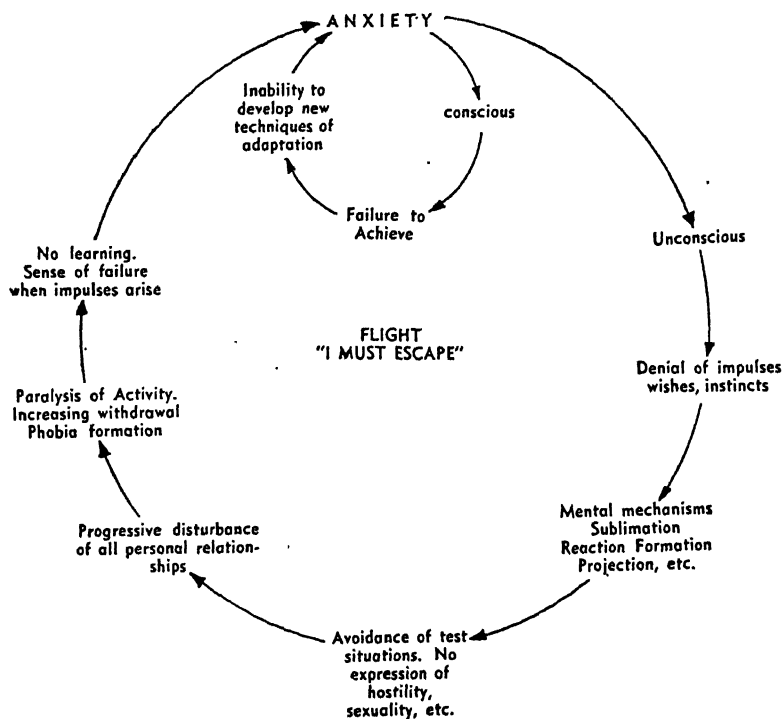 ANXIETY
Inability to
develop new
techniques of
adaptation
conscious
Failure to
Achieve
Unconscious
No learning.
Sense of failure
when impulses arise
FLIGHT
"I MUST ESCAPE"
Denial of impulses
wishes, instincts
Paralysis of Activity.
Increasing withdrawal
Phobia formation
Mental mechanisms
Sublimation
Reaction Formation
Projection, etc.
Progressive disturbance
of all personal relation-
ships
Avoidance of test
situations. No
expression of
hostility,
sexuality, etc.